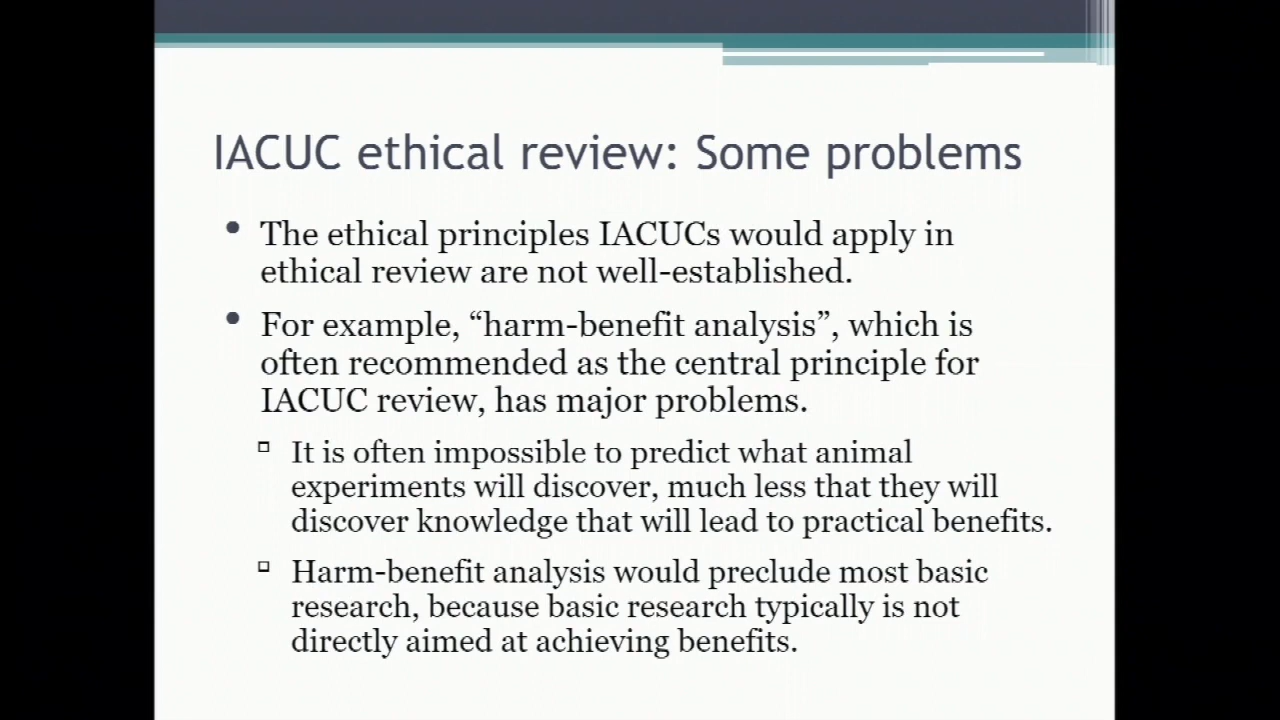 IACUC ethical review: Some problems
• The ethical principles IACUCs would apply in
ethical review are not well-established.
• For example, “harm-benefit analysis”, which is
often recommended as the central principle for
IACUC review, has major problems.
▫ It is often impossible to predict what animal
experiments will discover, much less that they will
discover knowledge that will lead to practical benefits.
▫ Harm-benefit analysis would preclude most basic
research, because basic research typically is not
directly aimed at achieving benefits.